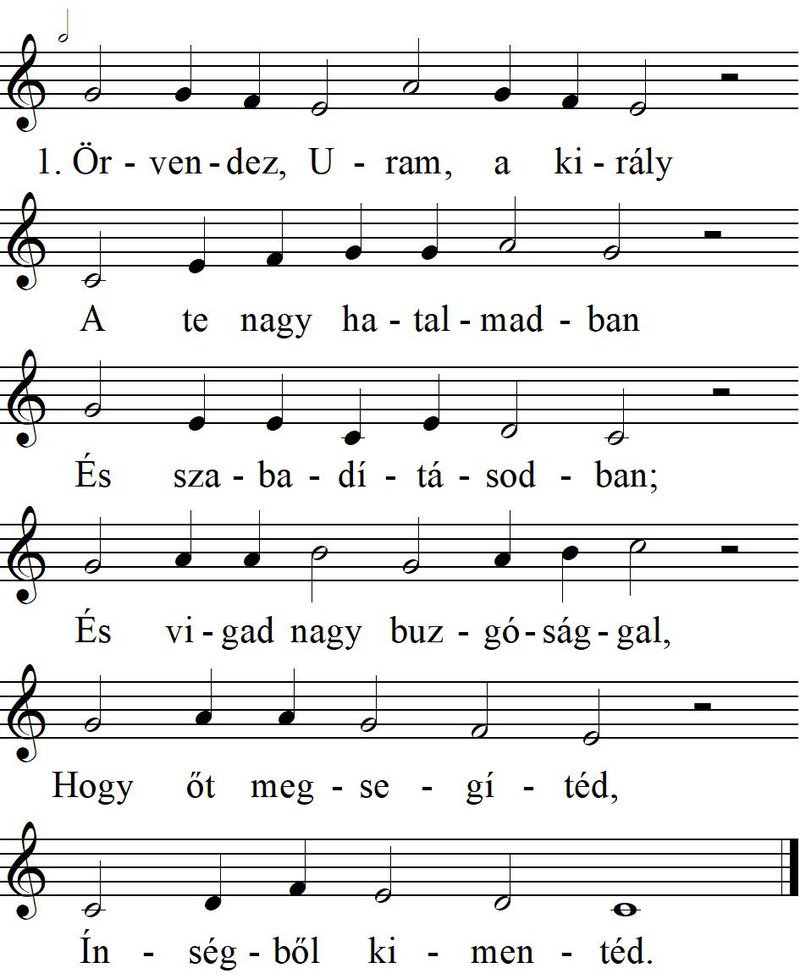 1. Ör - ven - dez, U - ram, a ki - rály
A te nagy ha - tal - mad - ban
És sza - ba - dí - tá - sod - ban;
És vi - gad nagy buz - gó - ság - gal,
Hogy őt meg - se - gí - téd,
Ín - ség - ből ki - men - téd.